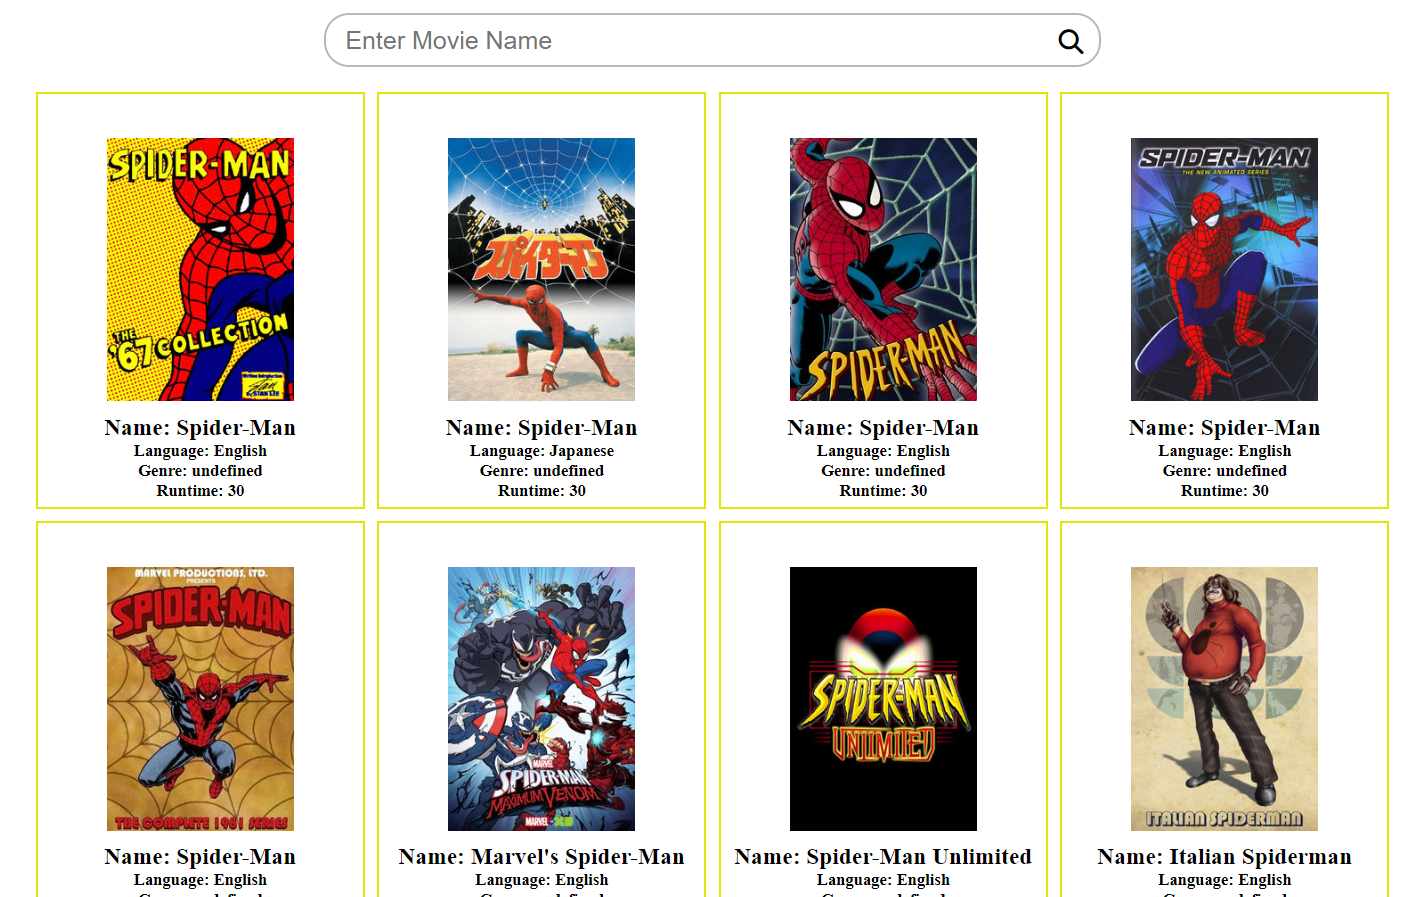 Enter Movie Name
SPIDER-MAN
THE
'67 COLLECTION
STAN LEE
Name: Spider-Man
Language: English
Genre: undefined
Runtime: 30
スパイダーマン
Name: Spider-Man
Language: Japanese
Genre: undefined
Runtime: 30
SPIDER-MAN
Name: Spider-Man
Language: English
Genre: undefined
Runtime: 30
SPIDER-MAN
THE NEW ANIMATED SERIES
Name: Spider-Man
Language: English
Genre: undefined
Runtime: 30
MARVEL PRODUCTIONS, LTD.
PRESENTS
SPIDER-MAN
THE COMPLETE 1981 SERIES
Name: Spider-Man
Language: English
MARVEL
SPIDER-MAN
MAXIMUM VENOM
MARVEL
Name: Marvel's Spider-Man
Language: English
SPIDER-MAN
UNLIMITED
Name: Spider-Man Unlimited
Language: English
ITALIAN SPIDERMAN
Name: Italian Spiderman
Language: English